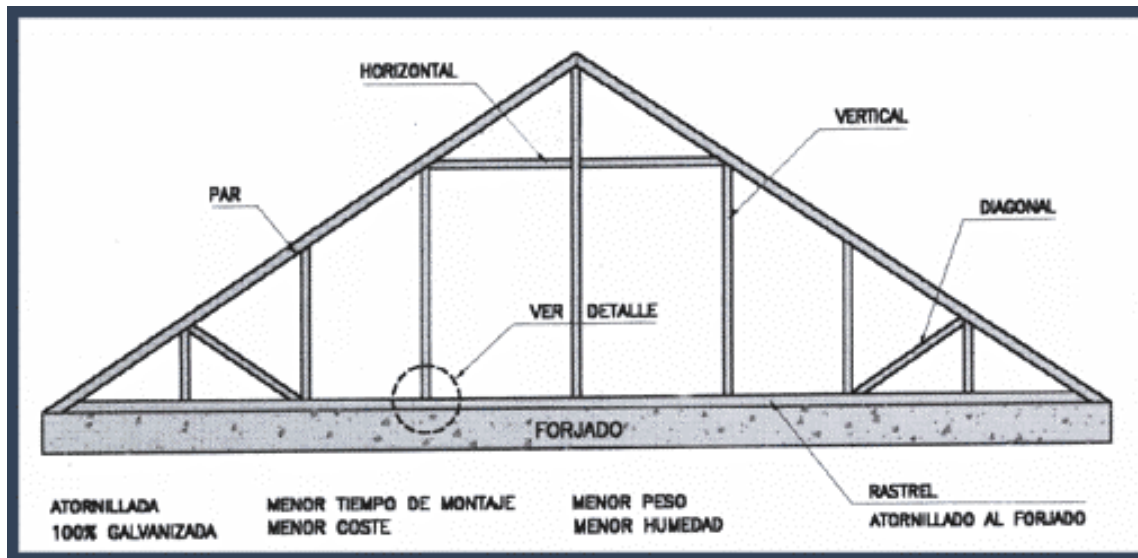 HORIZONTAL
VERTICAL
PAR
DIAGONAL
VER DETALLE
FORJADO
ATORNILLADA
100% GALVANIZADA
MENOR TIEMPO DE MONTAJE
MENOR COSTE
MENOR PESO
MENOR HUMEDAD
RASTREL
ATORNILLADO AL FORJADO